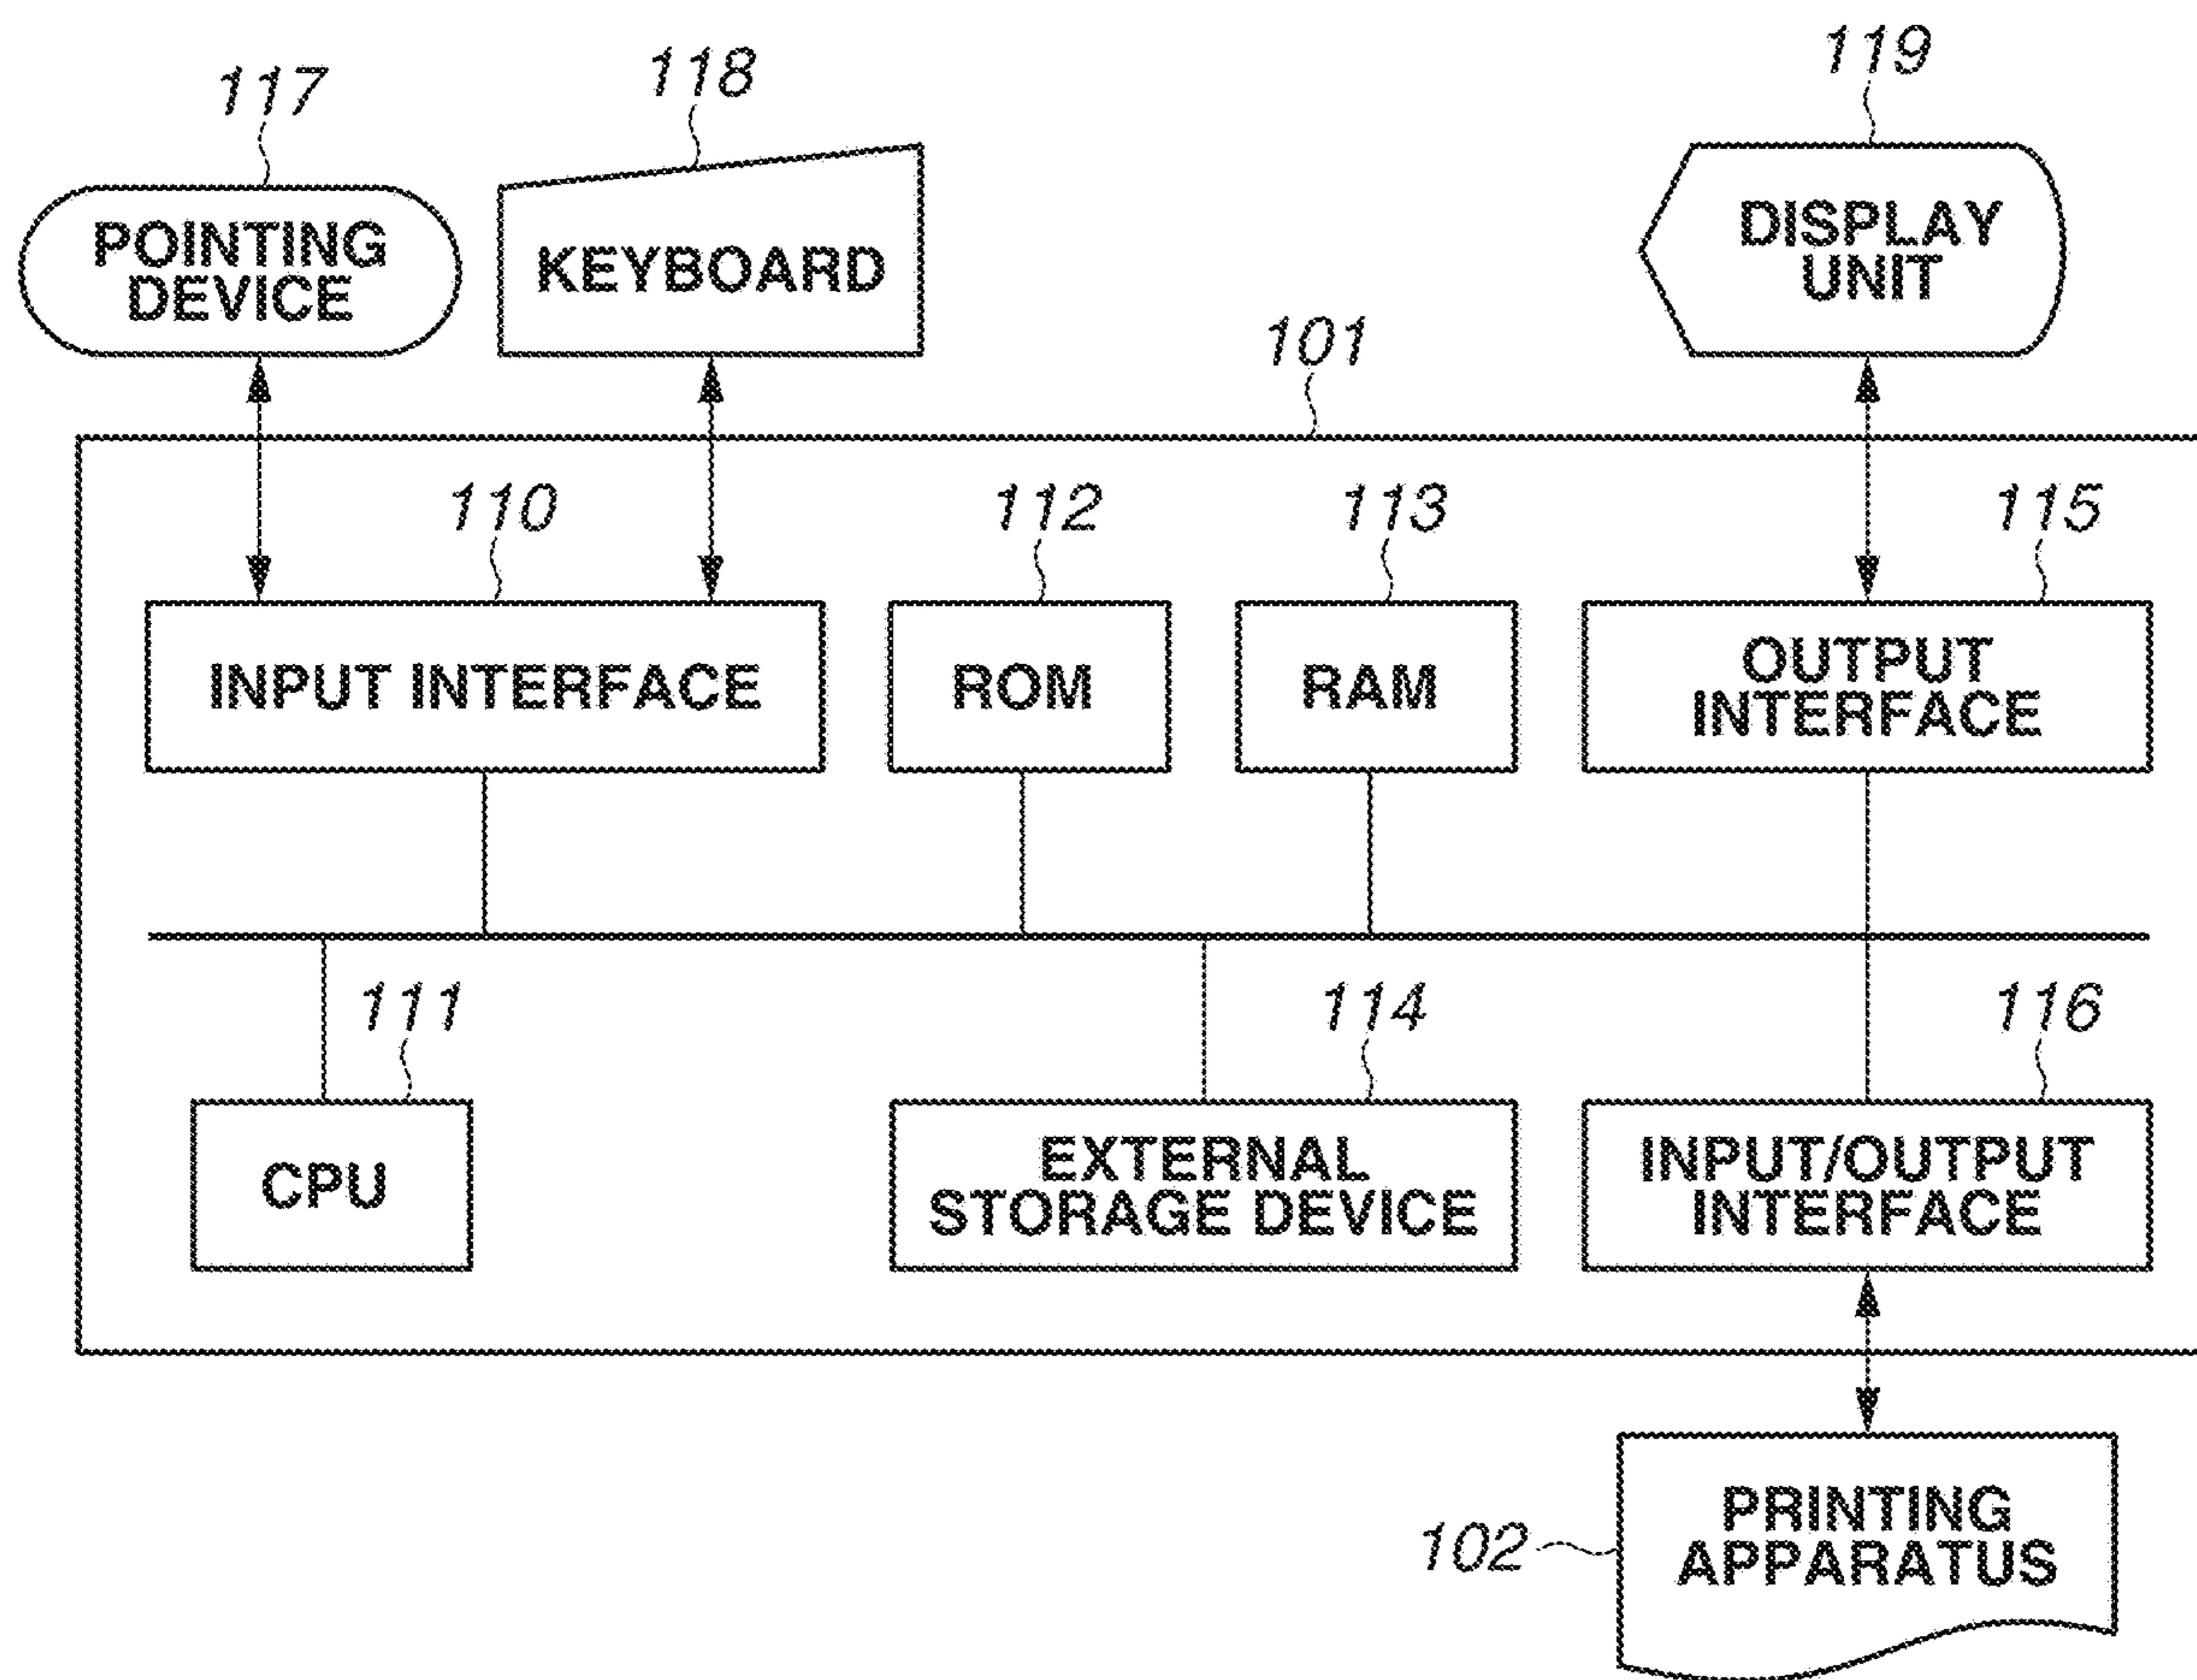 117
118
119
POINTING
DEVICE
KEYBOARD
DISPLAY
UNIT
101
110
112
113
115
INPUT INTERFACE
ROM
RAM
OUTPUT
INTERFACE
111
114
116
CPU
EXTERNAL
STORAGE DEVICE
INPUT/OUTPUT
INTERFACE
102
PRINTING
APPARATUS